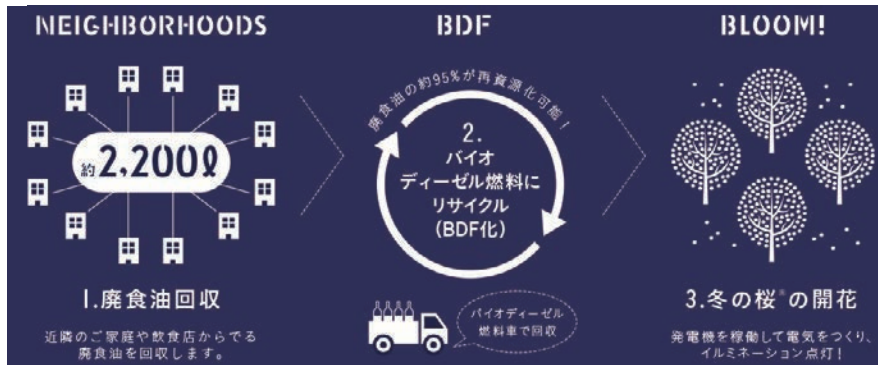 NEIGHBORHOODS
約2,200ℓ
1.廃食油回収
近隣のご家庭や飲食店からでる
廃食油を回収します。
BDF
廃食油の約95%が再資源化可能！
2.
バイオ
ディーゼル燃料に
リサイクル
(BDF化)
バイオディーゼル
燃料車で回収
BLOOM!
3.冬の桜※の開花
発電機を稼働して電気をつくり、
イルミネーション点灯！